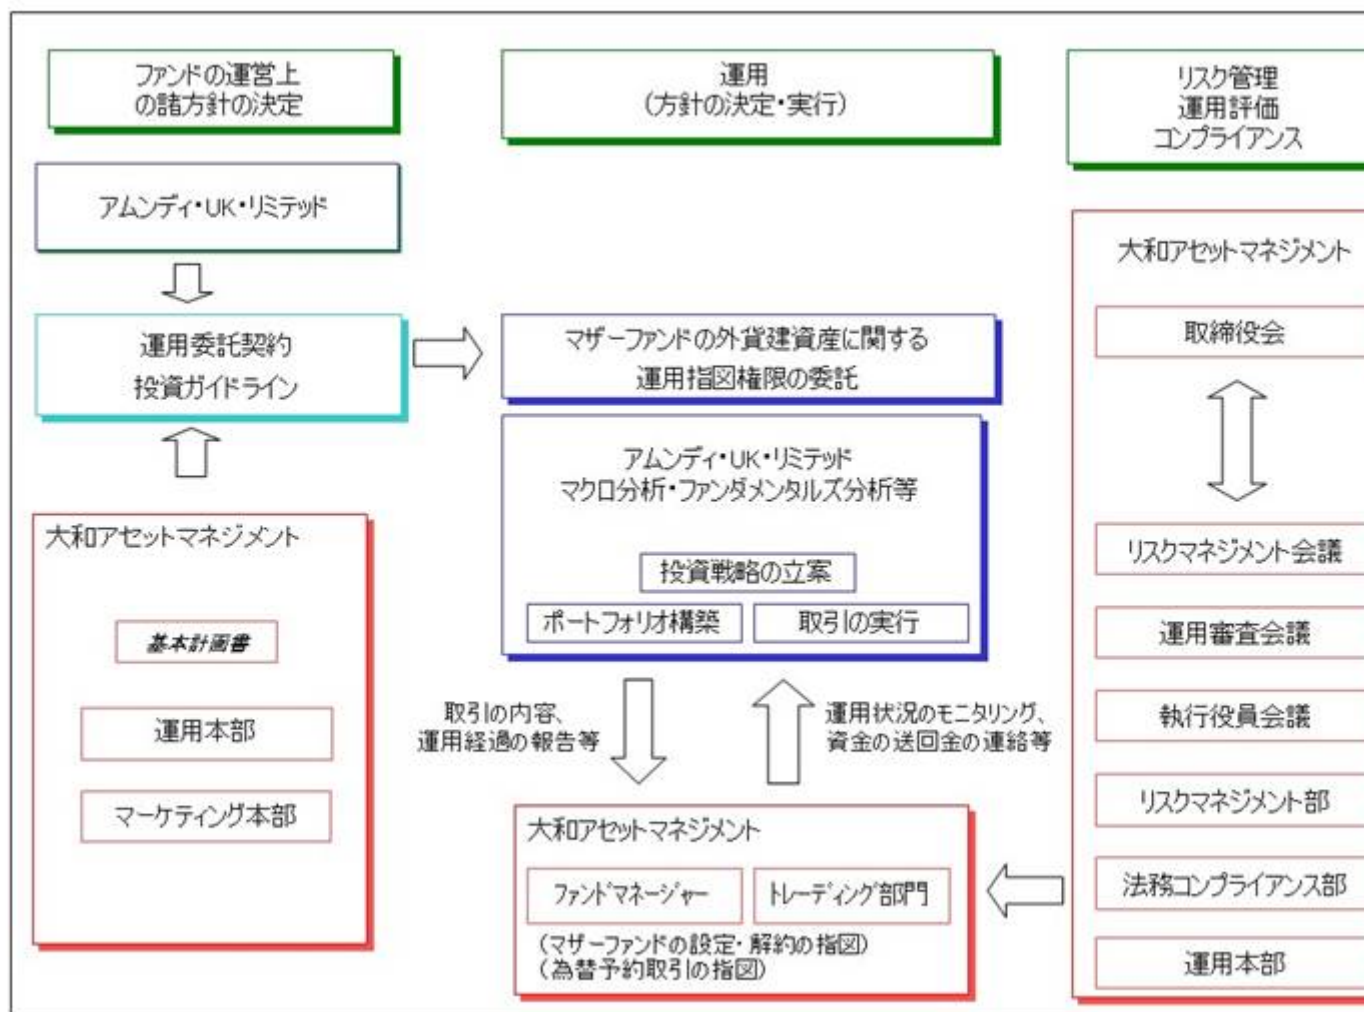 ファンドの運営上
の諸方針の決定
アムンディ・UK・リミテッド
運用委託契約
投資ガイドライン
大和アセットマネジメント
基本計画書
運用本部
マーケティング本部
運用
(方針の決定・実行)
マザーファンドの外貨建資産に関する
運用指図権限の委託
アムンディ・UK・リミテッド
マクロ分析・ファンダメンタルズ分析等
投資戦略の立案
ポートフォリオ構築
取引の実行
取引の内容、
運用経過の報告等
運用状況のモニタリング、
資金の送回金の連絡等
大和アセットマネジメント
ファンドマネージャー
トレーディング部門
(マザーファンドの設定・解約の指図)
(為替予約取引の指図)
リスク管理
運用評価
コンプライアンス
大和アセットマネジメント
取締役会
リスクマネジメント会議
運用審査会議
執行役員会議
リスクマネジメント部
法務コンプライアンス部
運用本部